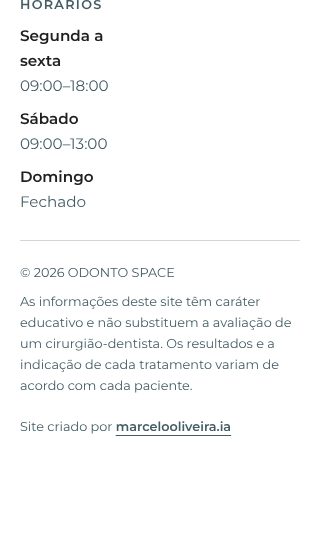 HORÁRIOS
Segunda a
sexta
09:00–18:00
Sábado
09:00–13:00
Domingo
Fechado
© 2026 ODONTO SPACE
As informações deste site têm caráter
educativo e não substituem a avaliação de
um cirurgião-dentista. Os resultados e a
indicação de cada tratamento variam de
acordo com cada paciente.
Site criado por marcelooliveira.ia